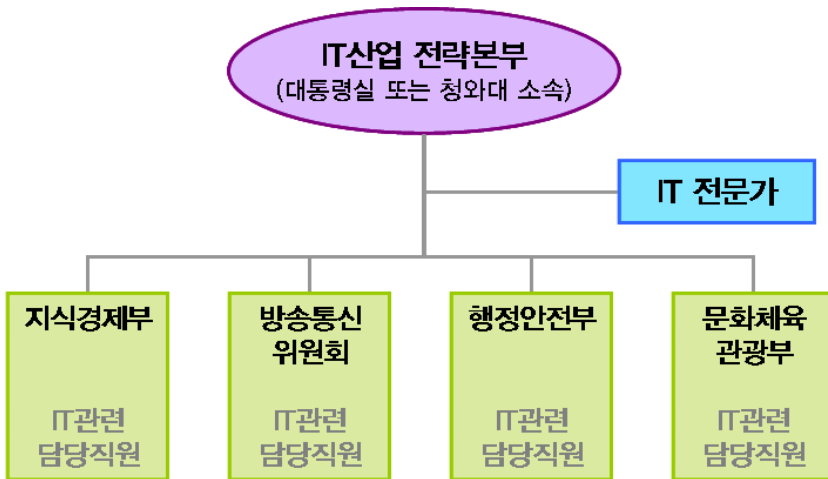 IT산업 전략본부
(대통령실 또는 청와대 소속)
IT 전문가
지식경제부
IT관련
담당직원
방송통신
위원회
IT관련
담당직원
행정안전부
IT관련
담당직원
문화체육
관광부
IT관련
담당직원